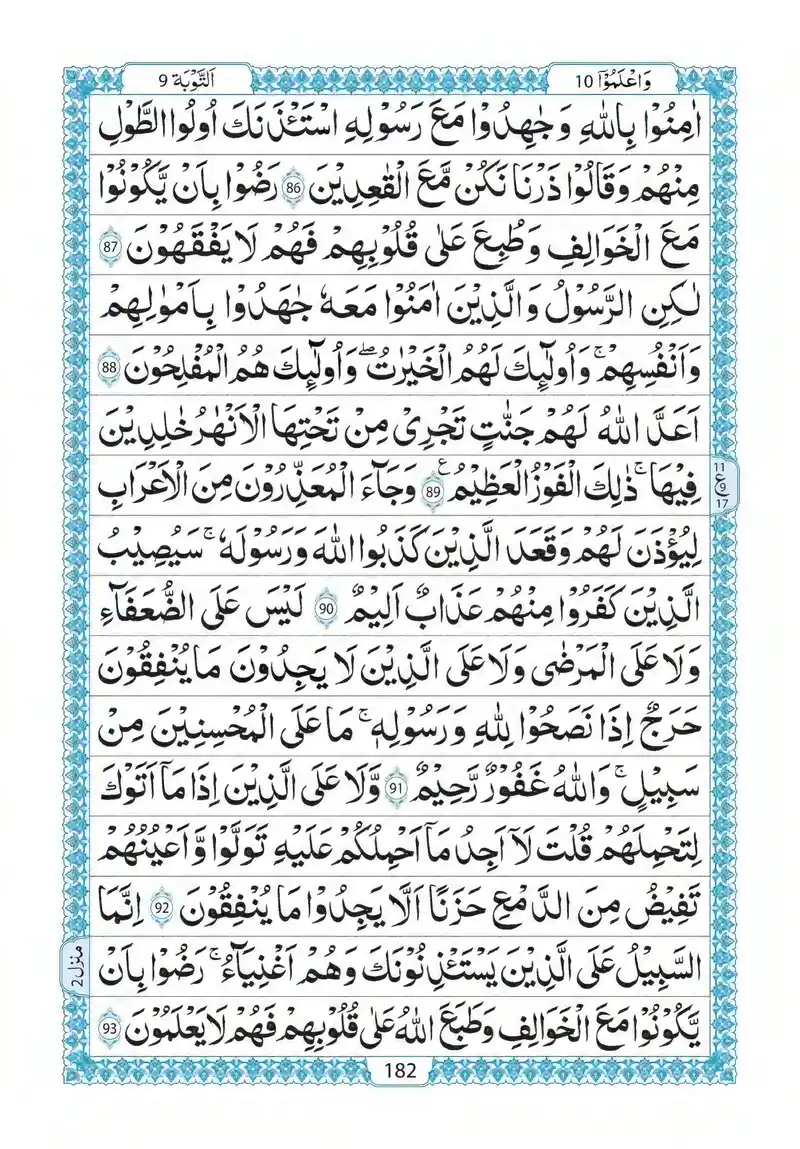 وَاعْلَمُوْٓا 10
اَلتَّوْبَة 9
اٰمِنُوْا بِاللّٰهِ وَجٰهِدُوْا مَعَ رَسُوْلِهِ اسْتَـْٔذَنَكَ اُولُوا الطَّوْلِ
مِنْهُمْ وَقَالُوْا ذَرْنَا نَكُنْ مَّعَ الْقٰعِدِيْنَ 86 رَضُوْا بِاَنْ يَّكُوْنُوْا
مَعَ الْخَوَالِفِ وَطُبِعَ عَلٰى قُلُوْبِهِمْ فَهُمْ لَا يَفْقَهُوْنَ 87
لٰكِنِ الرَّسُوْلُ وَالَّذِيْنَ اٰمَنُوْا مَعَهٗ جٰهَدُوْا بِاَمْوٰلِهِمْ
وَاَنْفُسِهِمْ ۚ وَاُولٰٓئِكَ لَهُمُ الْخَيْرٰتُ ۖ وَاُولٰٓئِكَ هُمُ الْمُفْلِحُوْنَ 88
اَعَدَّ اللّٰهُ لَهُمْ جَنّٰتٍ تَجْرِيْ مِنْ تَحْتِهَا الْاَنْهٰرُ خٰلِدِيْنَ
فِيْهَا ۚ ذٰلِكَ الْفَوْزُ الْعَظِيْمُ ع 89 وَجَآءَ الْمُعَذِّرُوْنَ مِنَ الْاَعْرَابِ
11
ع
9
17
لِيُؤْذَنَ لَهُمْ وَقَعَدَ الَّذِيْنَ كَذَبُوا اللّٰهَ وَرَسُوْلَهٗ ۚ سَيُصِيْبُ
الَّذِيْنَ كَفَرُوْا مِنْهُمْ عَذَابٌ اَلِيْمٌ 90 لَيْسَ عَلَى الضُّعَفَآءِ
وَلَا عَلَى الْمَرْضٰى وَلَا عَلَى الَّذِيْنَ لَا يَجِدُوْنَ مَا يُنْفِقُوْنَ
حَرَجٌ اِذَا نَصَحُوْا لِلّٰهِ وَرَسُوْلِهٖ ۚ مَا عَلَى الْمُحْسِنِيْنَ مِنْ
سَبِيْلٍ ۚ وَاللّٰهُ غَفُوْرٌ رَّحِيْمٌ 91 وَّلَا عَلَى الَّذِيْنَ اِذَا مَآ اَتَوْكَ
لِتَحْمِلَهُمْ قُلْتَ لَآ اَجِدُ مَآ اَحْمِلُكُمْ عَلَيْهِ تَوَلَّوْا وَّاَعْيُنُهُمْ
تَفِيْضُ مِنَ الدَّمْعِ حَزَنًا اَلَّا يَجِدُوْا مَا يُنْفِقُوْنَ 92 اِنَّمَا
السَّبِيْلُ عَلَى الَّذِيْنَ يَسْتَـْٔذِنُوْنَكَ وَهُمْ اَغْنِيَآءُ ۚ رَضُوْا بِاَنْ
منزل 2
يَّكُوْنُوْا مَعَ الْخَوَالِفِ وَطَبَعَ اللّٰهُ عَلٰى قُلُوْبِهِمْ فَهُمْ لَا يَعْلَمُوْنَ 93
182